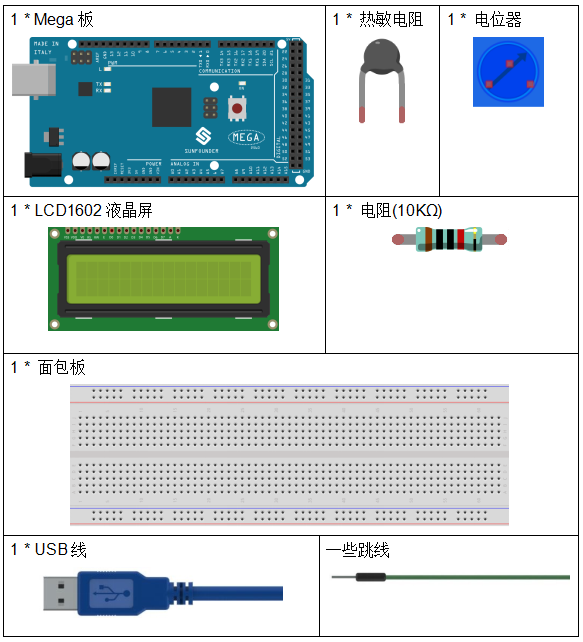 1 * Mega 板
1 * 热敏电阻
1 * 电位器
MADE IN
ITALY
PWM
L
TX
RX
COMMUNICATION
ON
SUNFOUNDER
MEGA
DIGITAL
POWER
ANALOG IN
1 * LCD1602 液晶屏
1 * 电阻(10KΩ)
1 * 面包板
1 * USB 线
一些跳线